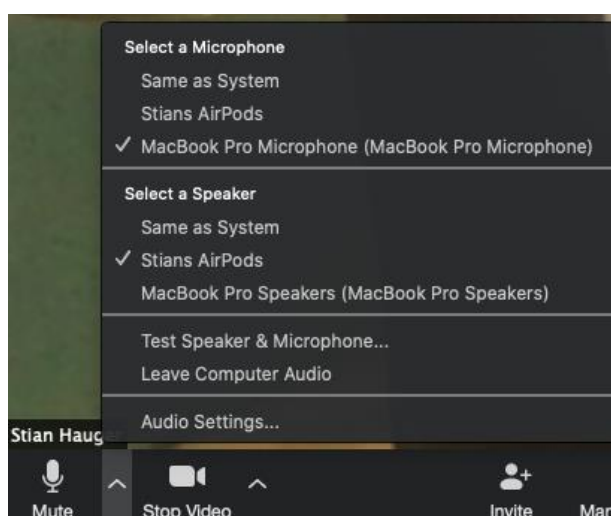 Select a Microphone
Same as System
Stians AirPods
✓ MacBook Pro Microphone (MacBook Pro Microphone)
Select a Speaker
Same as System
✓ Stians AirPods
MacBook Pro Speakers (MacBook Pro Speakers)
Test Speaker & Microphone...
Leave Computer Audio
Audio Settings...
Stian Haug
Mute Stop Video Invite